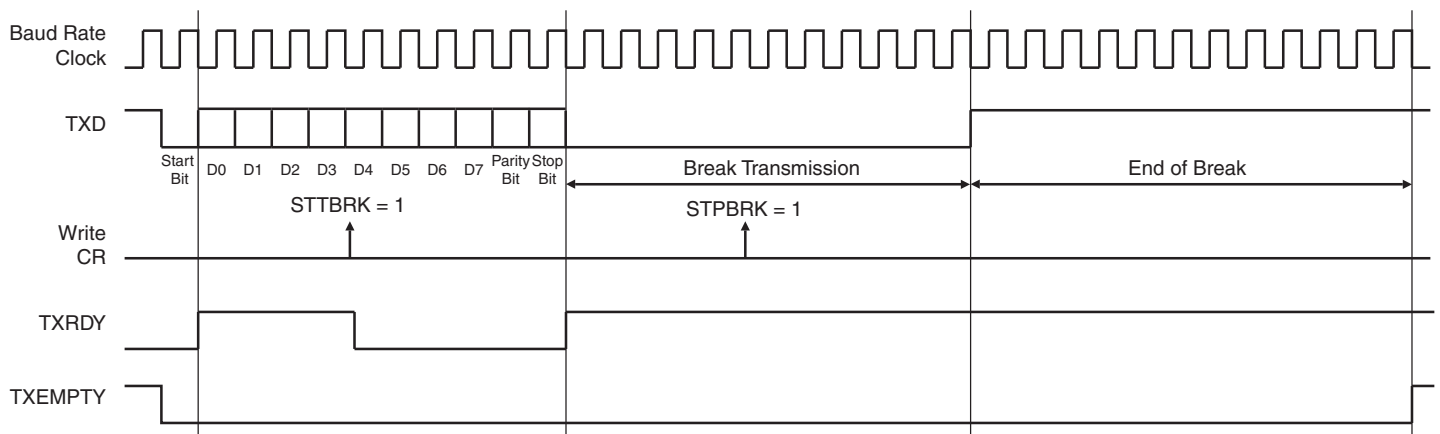 Baud Rate
Clock
TXD
Start
Bit
D0 D1 D2 D3 D4 D5 D6 D7
Parity
Bit
Stop
Bit
Break Transmission
End of Break
STTBRK = 1
STPBRK = 1
Write
CR
TXRDY
TXEMPTY